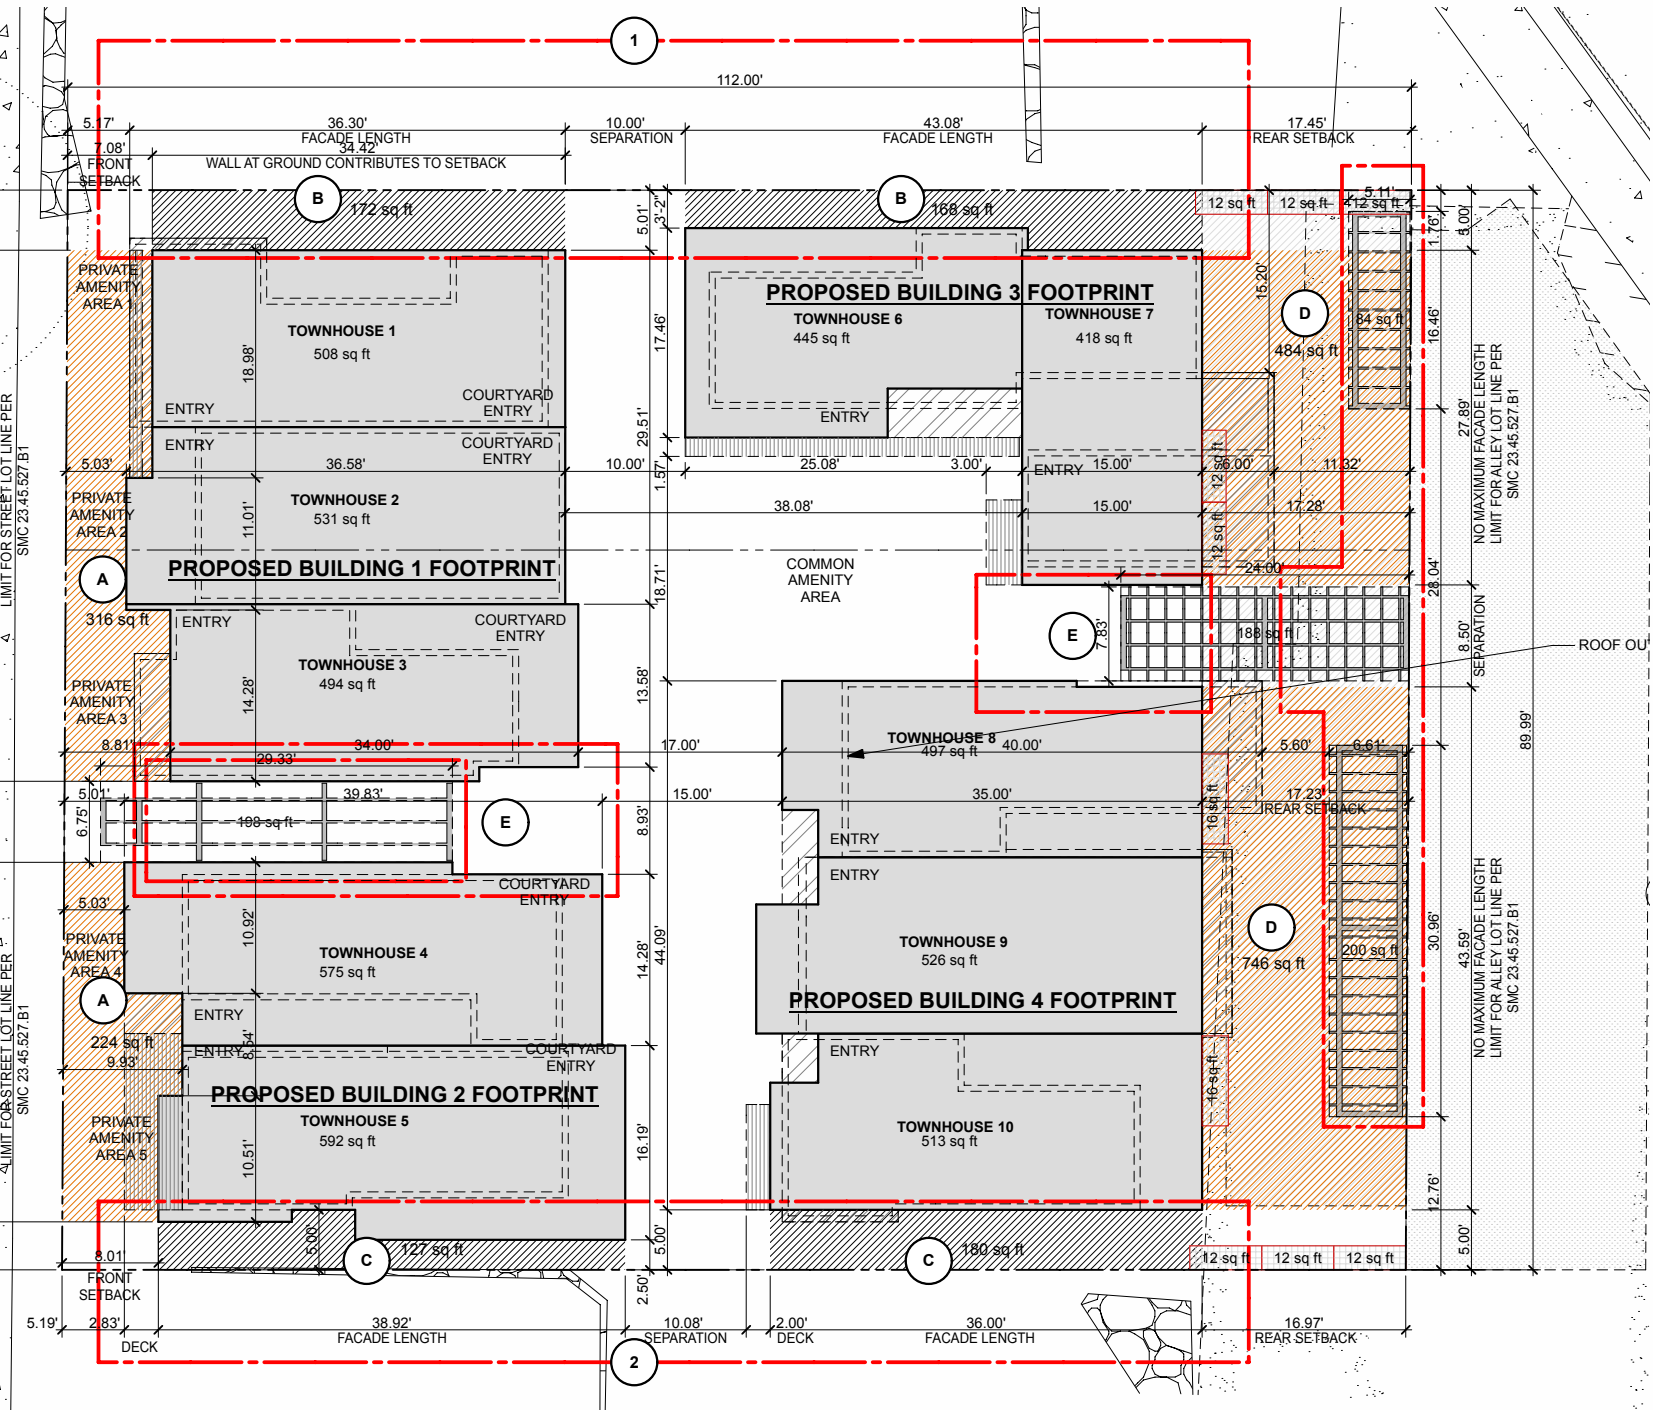 1
112.00'
5.17'
36.30'
FACADE LENGTH
10.00'
SEPARATION
43.08'
FACADE LENGTH
17.45'
REAR SETBACK
7.08'
FRONT
SETBACK
34.42'
WALL AT GROUND CONTRIBUTES TO SETBACK
B
172 sq ft
5.01'
3'-2"
B
168 sq ft
12 sq ft
12 sq ft
12 sq ft
5.11'
1.76'
5.00'
PRIVATE
AMENITY
AREA 1
TOWNHOUSE 1
508 sq ft
18.98'
ENTRY
COURTYARD
ENTRY
17.46'
29.51'
PROPOSED BUILDING 3 FOOTPRINT
TOWNHOUSE 6
445 sq ft
TOWNHOUSE 7
418 sq ft
ENTRY
15.20'
D
484 sq ft
84 sq ft
16.46'
27.89'
NO MAXIMUM FACADE LENGTH
LIMIT FOR ALLEY LOT LINE PER
SMC 23.45.527.B1
LIMIT FOR STREET LOT LINE PER
SMC 23.45.527.B1
ENTRY
COURTYARD
ENTRY
5.03'
36.58'
10.00'
1.57'
25.08'
3.00'
ENTRY
15.00'
6.00'
11.32'
12 sq ft
PRIVATE
AMENITY
AREA 2
TOWNHOUSE 2
531 sq ft
11.01'
38.08'
15.00'
17.28'
12 sq ft
A
PROPOSED BUILDING 1 FOOTPRINT
COMMON
AMENITY
AREA
18.71'
24.00'
28.04'
316 sq ft
ENTRY
COURTYARD
ENTRY
E
7.83'
188 sq ft
8.50'
SEPARATION
ROOF OU
TOWNHOUSE 3
494 sq ft
14.28'
13.58'
PRIVATE
AMENITY
AREA 3
8.81'
34.00'
17.00'
TOWNHOUSE 8
497 sq ft
40.00'
5.60'
6.61'
89.99'
29.33'
5.01'
39.83'
15.00'
35.00'
17.23'
REAR SETBACK
6.75'
198 sq ft
E
8.93'
16 sq ft
ENTRY
ENTRY
COURTYARD
ENTRY
5.03'
10.92'
PRIVATE
AMENITY
AREA 4
TOWNHOUSE 4
575 sq ft
14.28'
44.09'
TOWNHOUSE 9
526 sq ft
D
746 sq ft
200 sq ft
30.96'
43.59'
NO MAXIMUM FACADE LENGTH
LIMIT FOR ALLEY LOT LINE PER
SMC 23.45.527.B1
LIMIT FOR STREET LOT LINE PER
SMC 23.45.527.B1
A
PROPOSED BUILDING 4 FOOTPRINT
ENTRY
224 sq ft
9.93'
ENTRY
8.54'
COURTYARD
ENTRY
ENTRY
16 sq ft
PROPOSED BUILDING 2 FOOTPRINT
TOWNHOUSE 5
592 sq ft
PRIVATE
AMENITY
AREA 5
10.51'
16.19'
TOWNHOUSE 10
513 sq ft
12.76'
8.01'
5.00'
C
127 sq ft
5.00'
C
180 sq ft
12 sq ft
12 sq ft
12 sq ft
5.00'
FRONT
SETBACK
2.50'
5.19'
2.83'
DECK
38.92'
FACADE LENGTH
10.08'
SEPARATION
2.00'
DECK
36.00'
FACADE LENGTH
16.97'
REAR SETBACK
2